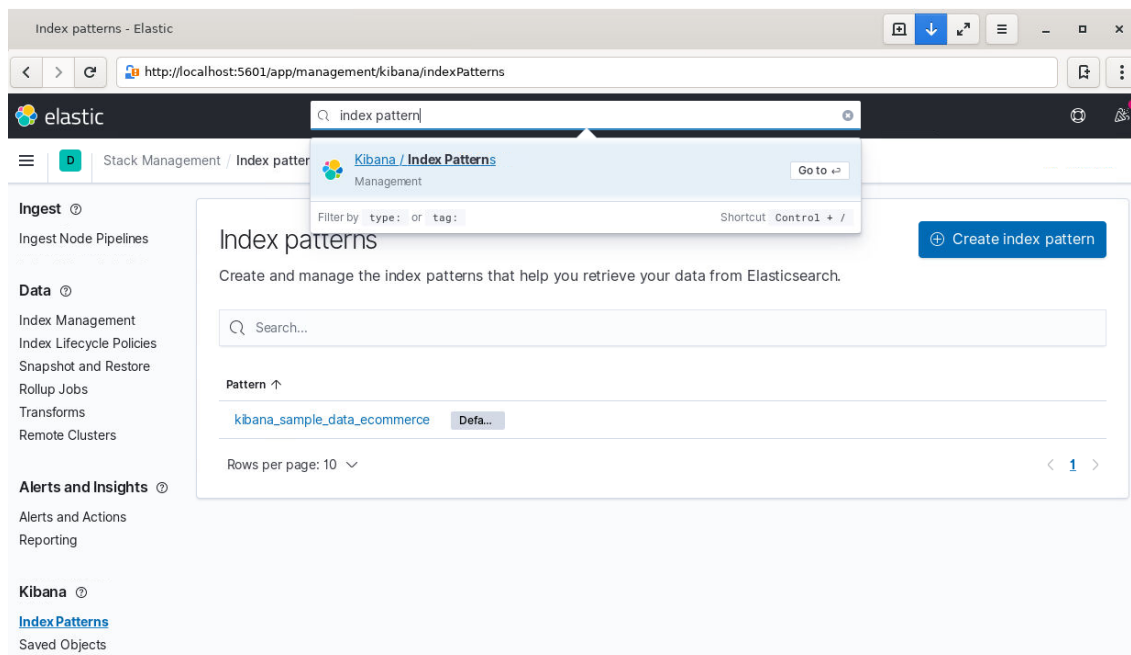 Index patterns - Elastic
http://localhost:5601/app/management/kibana/indexPatterns
elastic
index pattern
D
Stack Management / Index patter
Kibana / Index Patterns
Management
Go to
Filter by type: or tag:
Shortcut Control + /
Ingest
Ingest Node Pipelines
Data
Index Management
Index Lifecycle Policies
Snapshot and Restore
Rollup Jobs
Transforms
Remote Clusters
Alerts and Insights
Alerts and Actions
Reporting
Kibana
Index Patterns
Saved Objects
Index patterns
Create index pattern
Create and manage the index patterns that help you retrieve your data from Elasticsearch.
Search...
Pattern
kibana_sample_data_ecommerce Defa...
Rows per page: 10
1